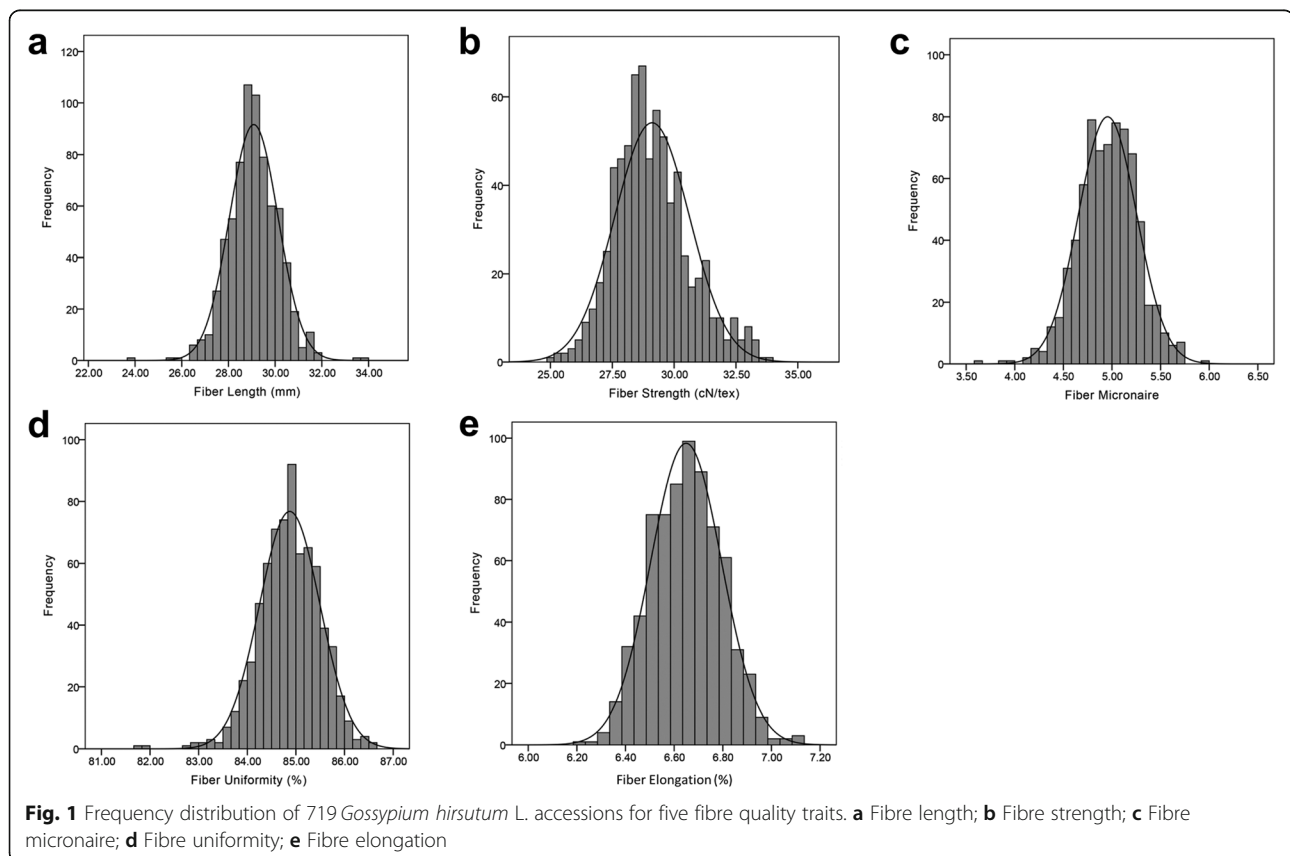 a
120
100
80
60
40
20
0
Frequency
22.00 24.00 26.00 28.00 30.00 32.00 34.00
Fiber Length (mm)
b
60
40
20
0
Frequency
25.00 27.50 30.00 32.50 35.00
Fiber Strength (cN/tex)
c
100
80
60
40
20
0
Frequency
3.50 4.00 4.50 5.00 5.50 6.00 6.50
Fiber Micronaire
d
100
80
60
40
20
0
Frequency
81.00 82.00 83.00 84.00 85.00 86.00 87.00
Fiber Uniformity (%)
e
100
80
60
40
20
0
Frequency
6.00 6.20 6.40 6.60 6.80 7.00 7.20
Fiber Elongation (%)
Fig. 1 Frequency distribution of 719 Gossypium hirsutum L. accessions for five fibre quality traits. a Fibre length; b Fibre strength; c Fibre
micronaire; d Fibre uniformity; e Fibre elongation